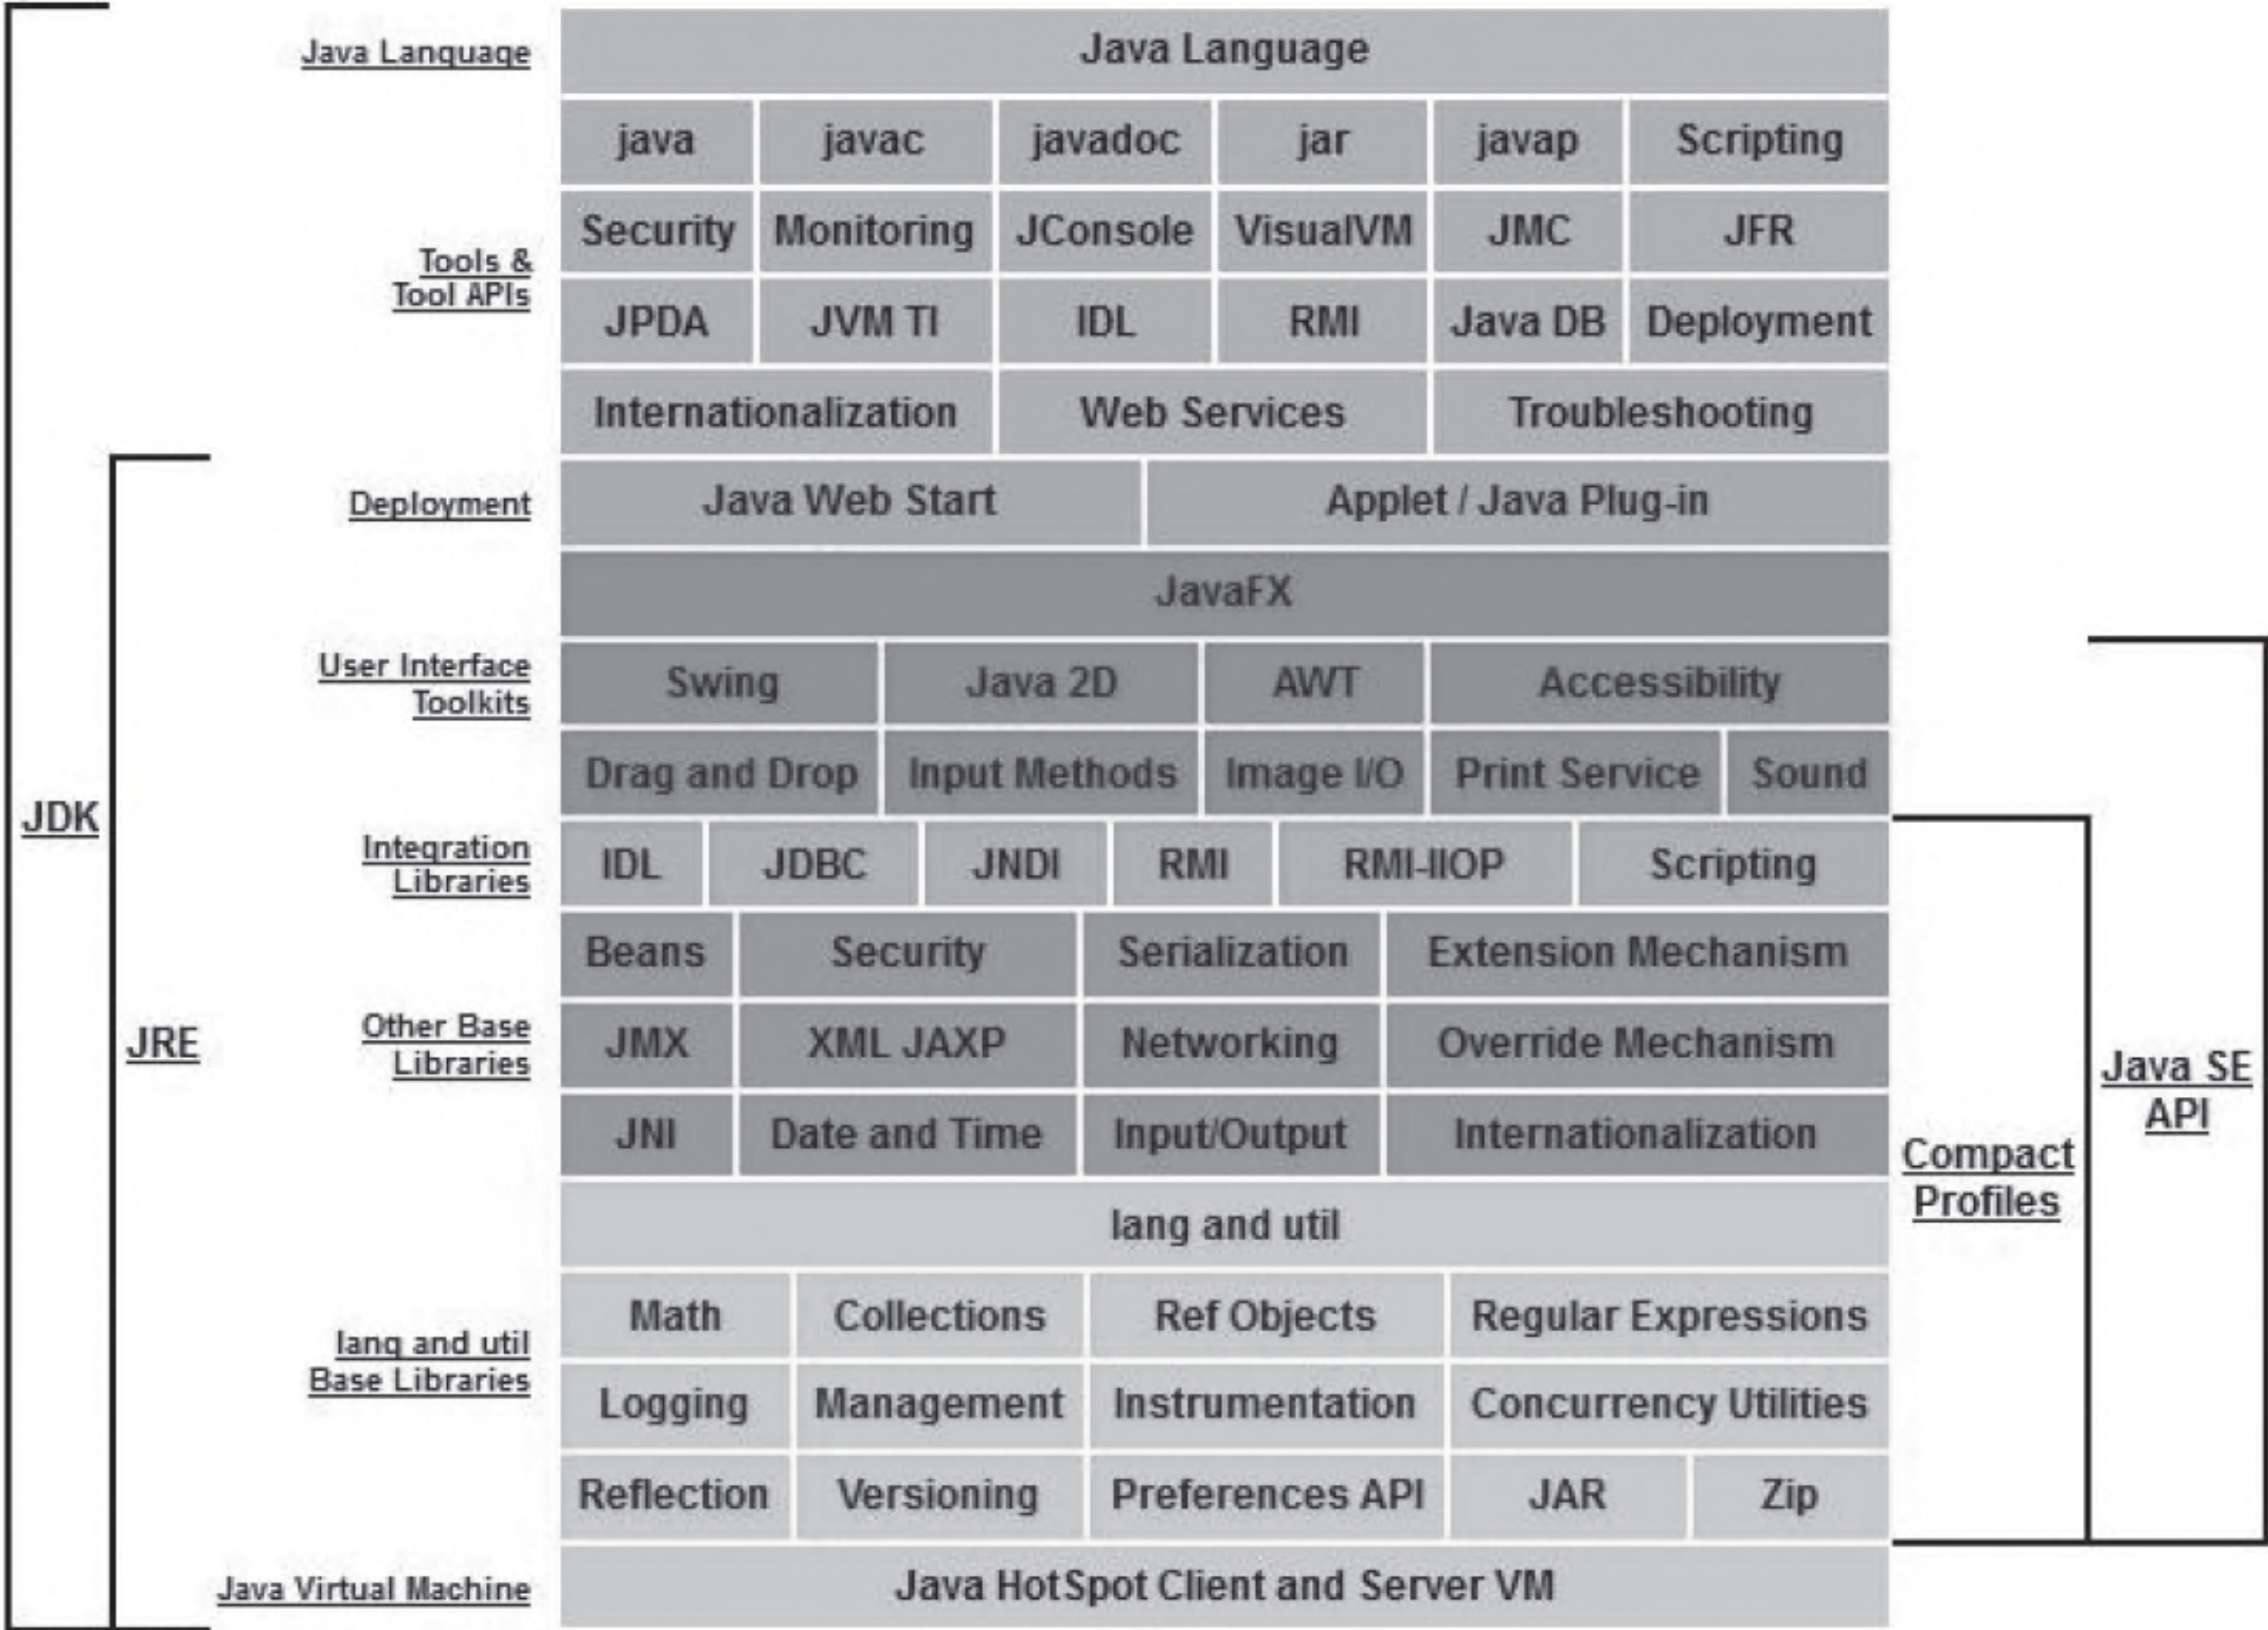 Java Language
Java Language
java javac javadoc jar javap Scripting
Security Monitoring JConsole VisualVM JMC JFR
Tools &
Tool APIs
JPDA JVM TI IDL RMI Java DB Deployment
Internationalization Web Services Troubleshooting
Deployment
Java Web Start Applet / Java Plug-in
JavaFX
User Interface
Toolkits
Swing Java 2D AWT Accessibility
Drag and Drop Input Methods Image I/O Print Service Sound
JDK
Integration
Libraries
IDL JDBC JNDI RMI RMI-IIOP Scripting
Beans Security Serialization Extension Mechanism
JRE
Other Base
Libraries
JMX XML JAXP Networking Override Mechanism
Java SE
API
JNI Date and Time Input/Output Internationalization
Compact
Profiles
lang and util
Math Collections Ref Objects Regular Expressions
lang and util
Base Libraries
Logging Management Instrumentation Concurrency Utilities
Reflection Versioning Preferences API JAR Zip
Java Virtual Machine
Java HotSpot Client and Server VM